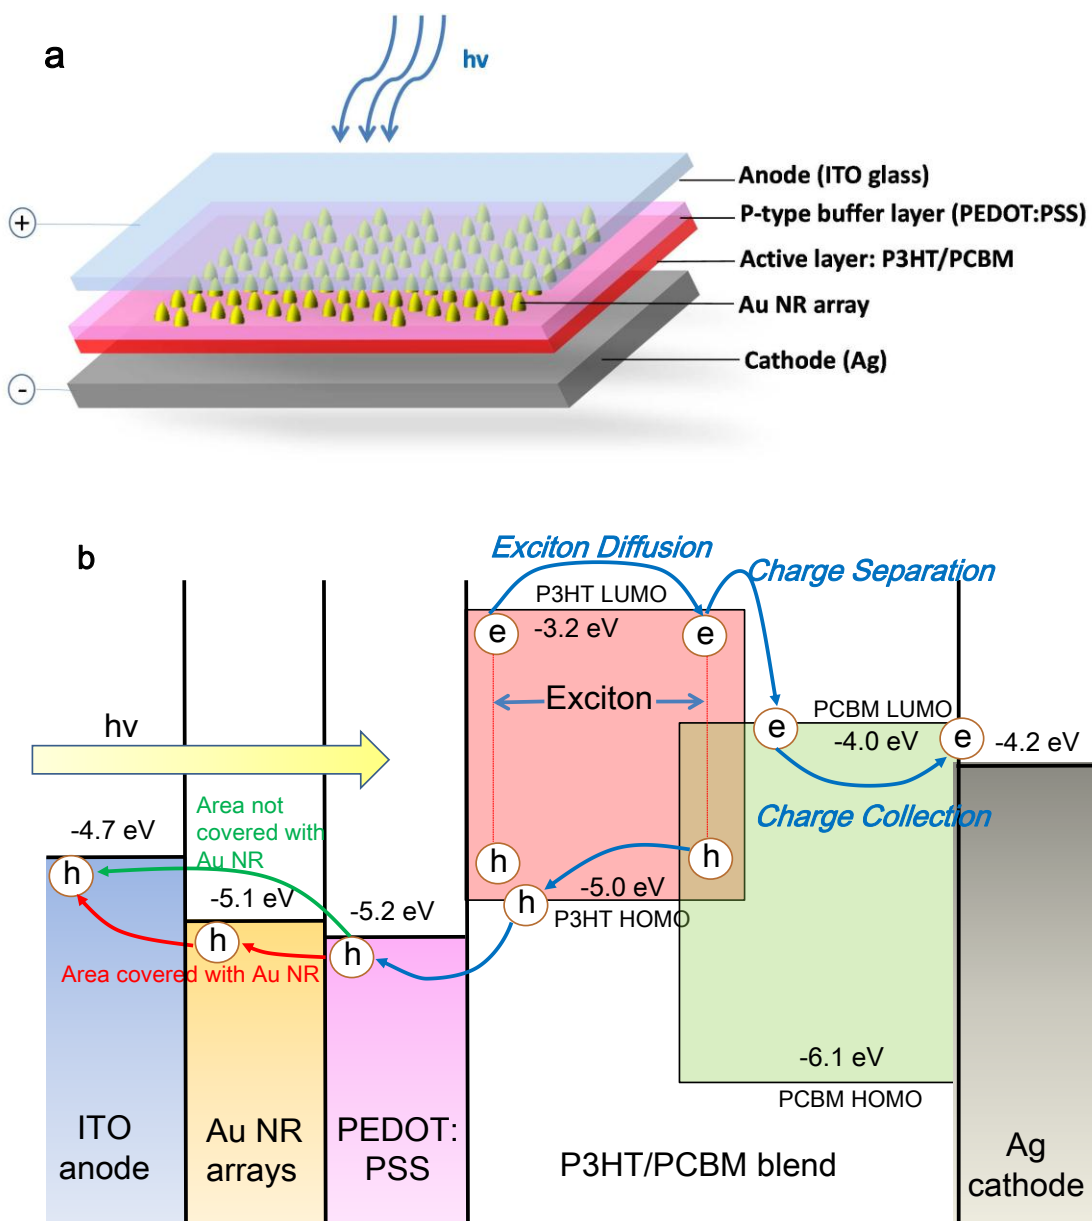 a
hν
Anode (ITO glass)
+
P-type buffer layer (PEDOT:PSS)
Active layer: P3HT/PCBM
Au NR array
Cathode (Ag)
-
b
Exciton Diffusion
Charge Separation
P3HT LUMO
-3.2 eV
e
e
Exciton
hν
PCBM LUMO
e
-4.0 eV
e
-4.2 eV
Area not
covered with
Au NR
Charge Collection
-4.7 eV
h
h
h
-5.0 eV
h
P3HT HOMO
-5.1 eV
-5.2 eV
h
h
Area covered with Au NR
-6.1 eV
PCBM HOMO
ITO
anode
Au NR
arrays
PEDOT:
PSS
P3HT/PCBM blend
Ag
cathode